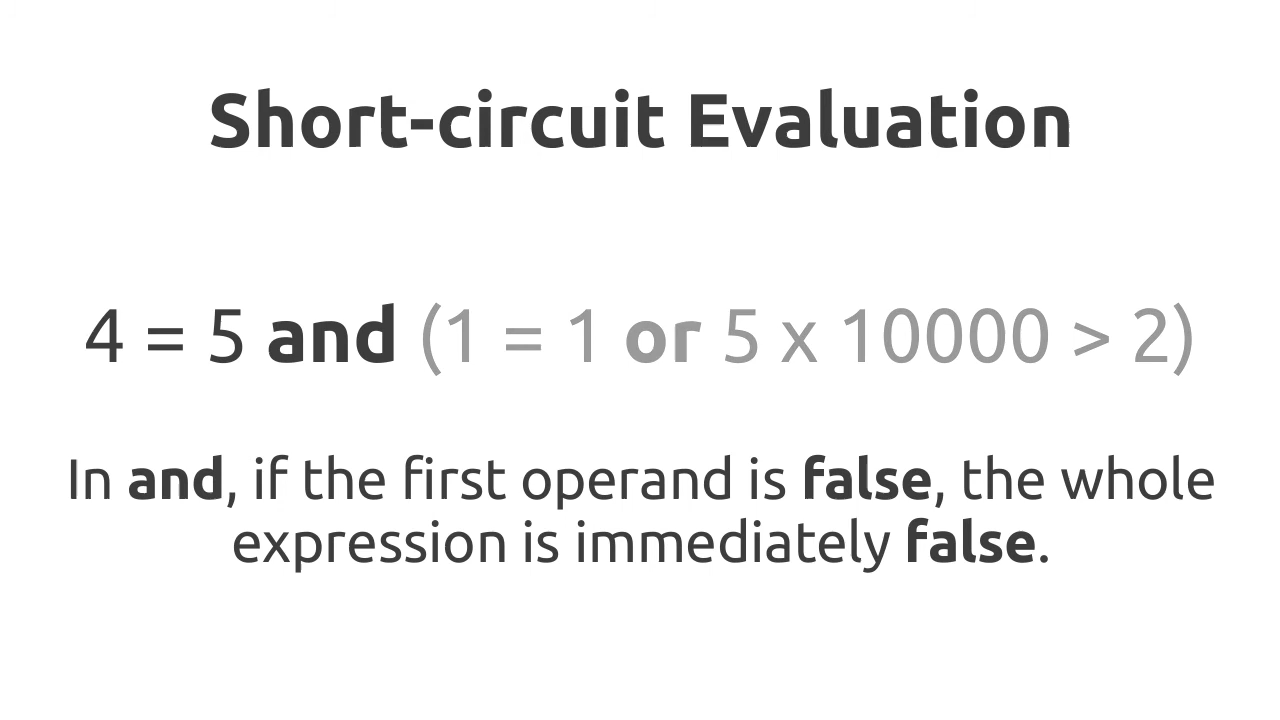 Short-circuit Evaluation
4 = 5 and (1 = 1 or 5 x 10000 > 2)
In and, if the first operand is false, the whole
expression is immediately false.